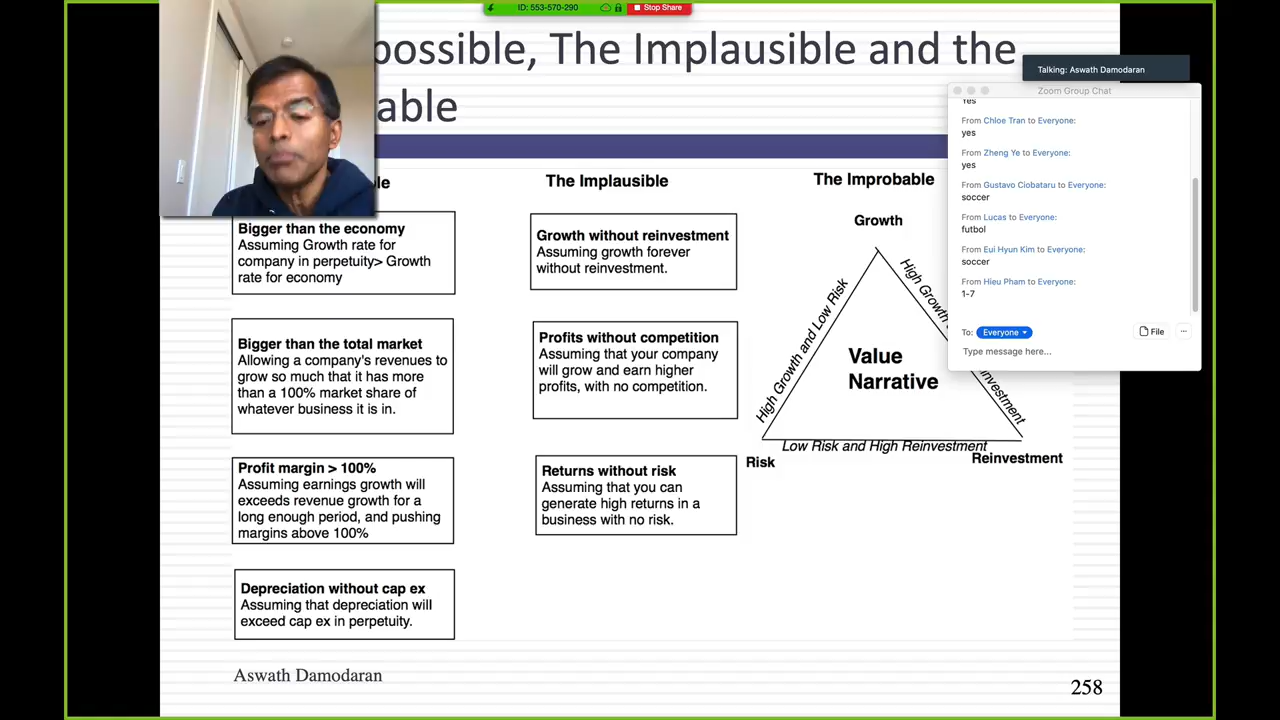 ID: 553-570-290
Stop Share
possible, The Implausible and the
able
Talking: Aswath Damodaran
Zoom Group Chat
Yes
From Chloe Tran to Everyone:
yes
From Zheng Ye to Everyone:
yes
From Gustavo Ciobataru to Everyone:
soccer
From Lucas to Everyone:
futbol
From Eui Hyun Kim to Everyone:
soccer
From Hieu Pham to Everyone:
1-7
To: Everyone
File
...
Type message here...
le
Bigger than the economy
Assuming Growth rate for
company in perpetuity> Growth
rate for economy
Bigger than the total market
Allowing a company's revenues to
grow so much that it has more
than a 100% market share of
whatever business it is in.
Profit margin > 100%
Assuming earnings growth will
exceeds revenue growth for a
long enough period, and pushing
margins above 100%
Depreciation without cap ex
Assuming that depreciation will
exceed cap ex in perpetuity.
The Implausible
Growth without reinvestment
Assuming growth forever
without reinvestment.
Profits without competition
Assuming that your company
will grow and earn higher
profits, with no competition.
Returns without risk
Assuming that you can
generate high returns in a
business with no risk.
The Improbable
Growth
High Growth and Low Risk
High Growth
investment
Value
Narrative
Low Risk and High Reinvestment
Risk
Reinvestment
Aswath Damodaran
258